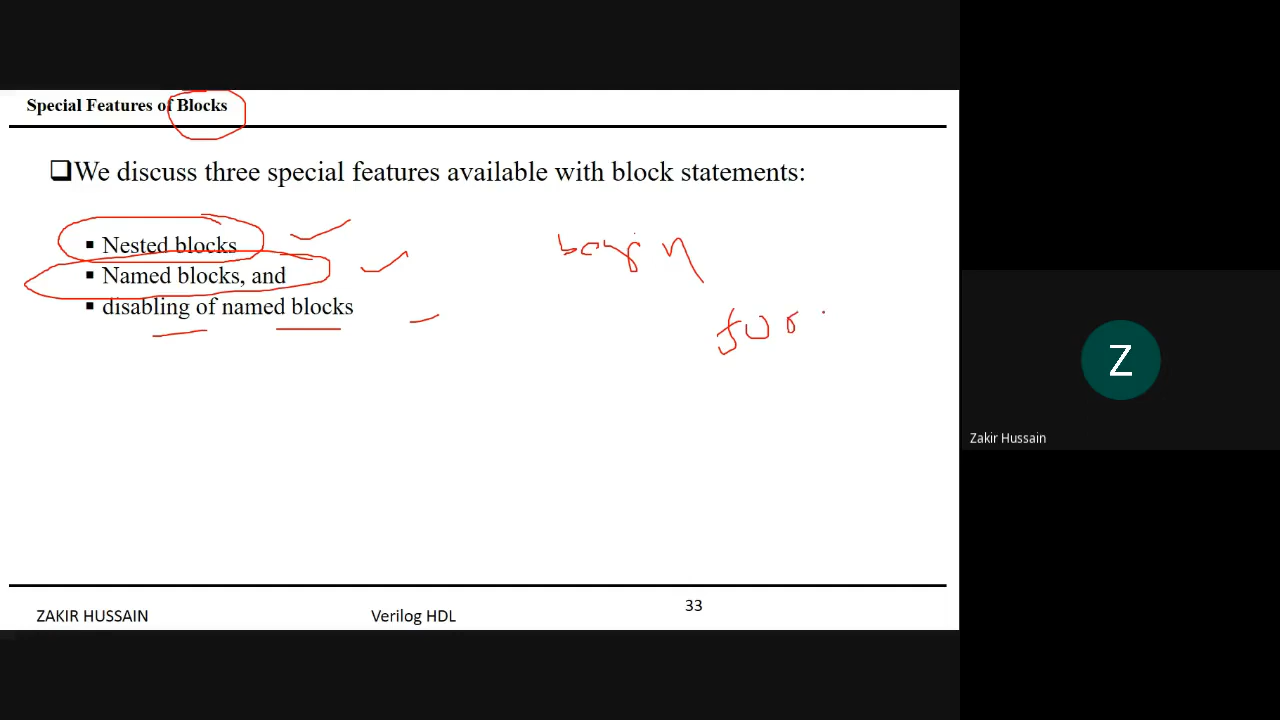 Special Features of Blocks
❑We discuss three special features available with block statements:
▪ Nested blocks
▪ Named blocks, and
▪ disabling of named blocks
begin
ZAKIR HUSSAIN
Verilog HDL
33
Z
Zakir Hussain